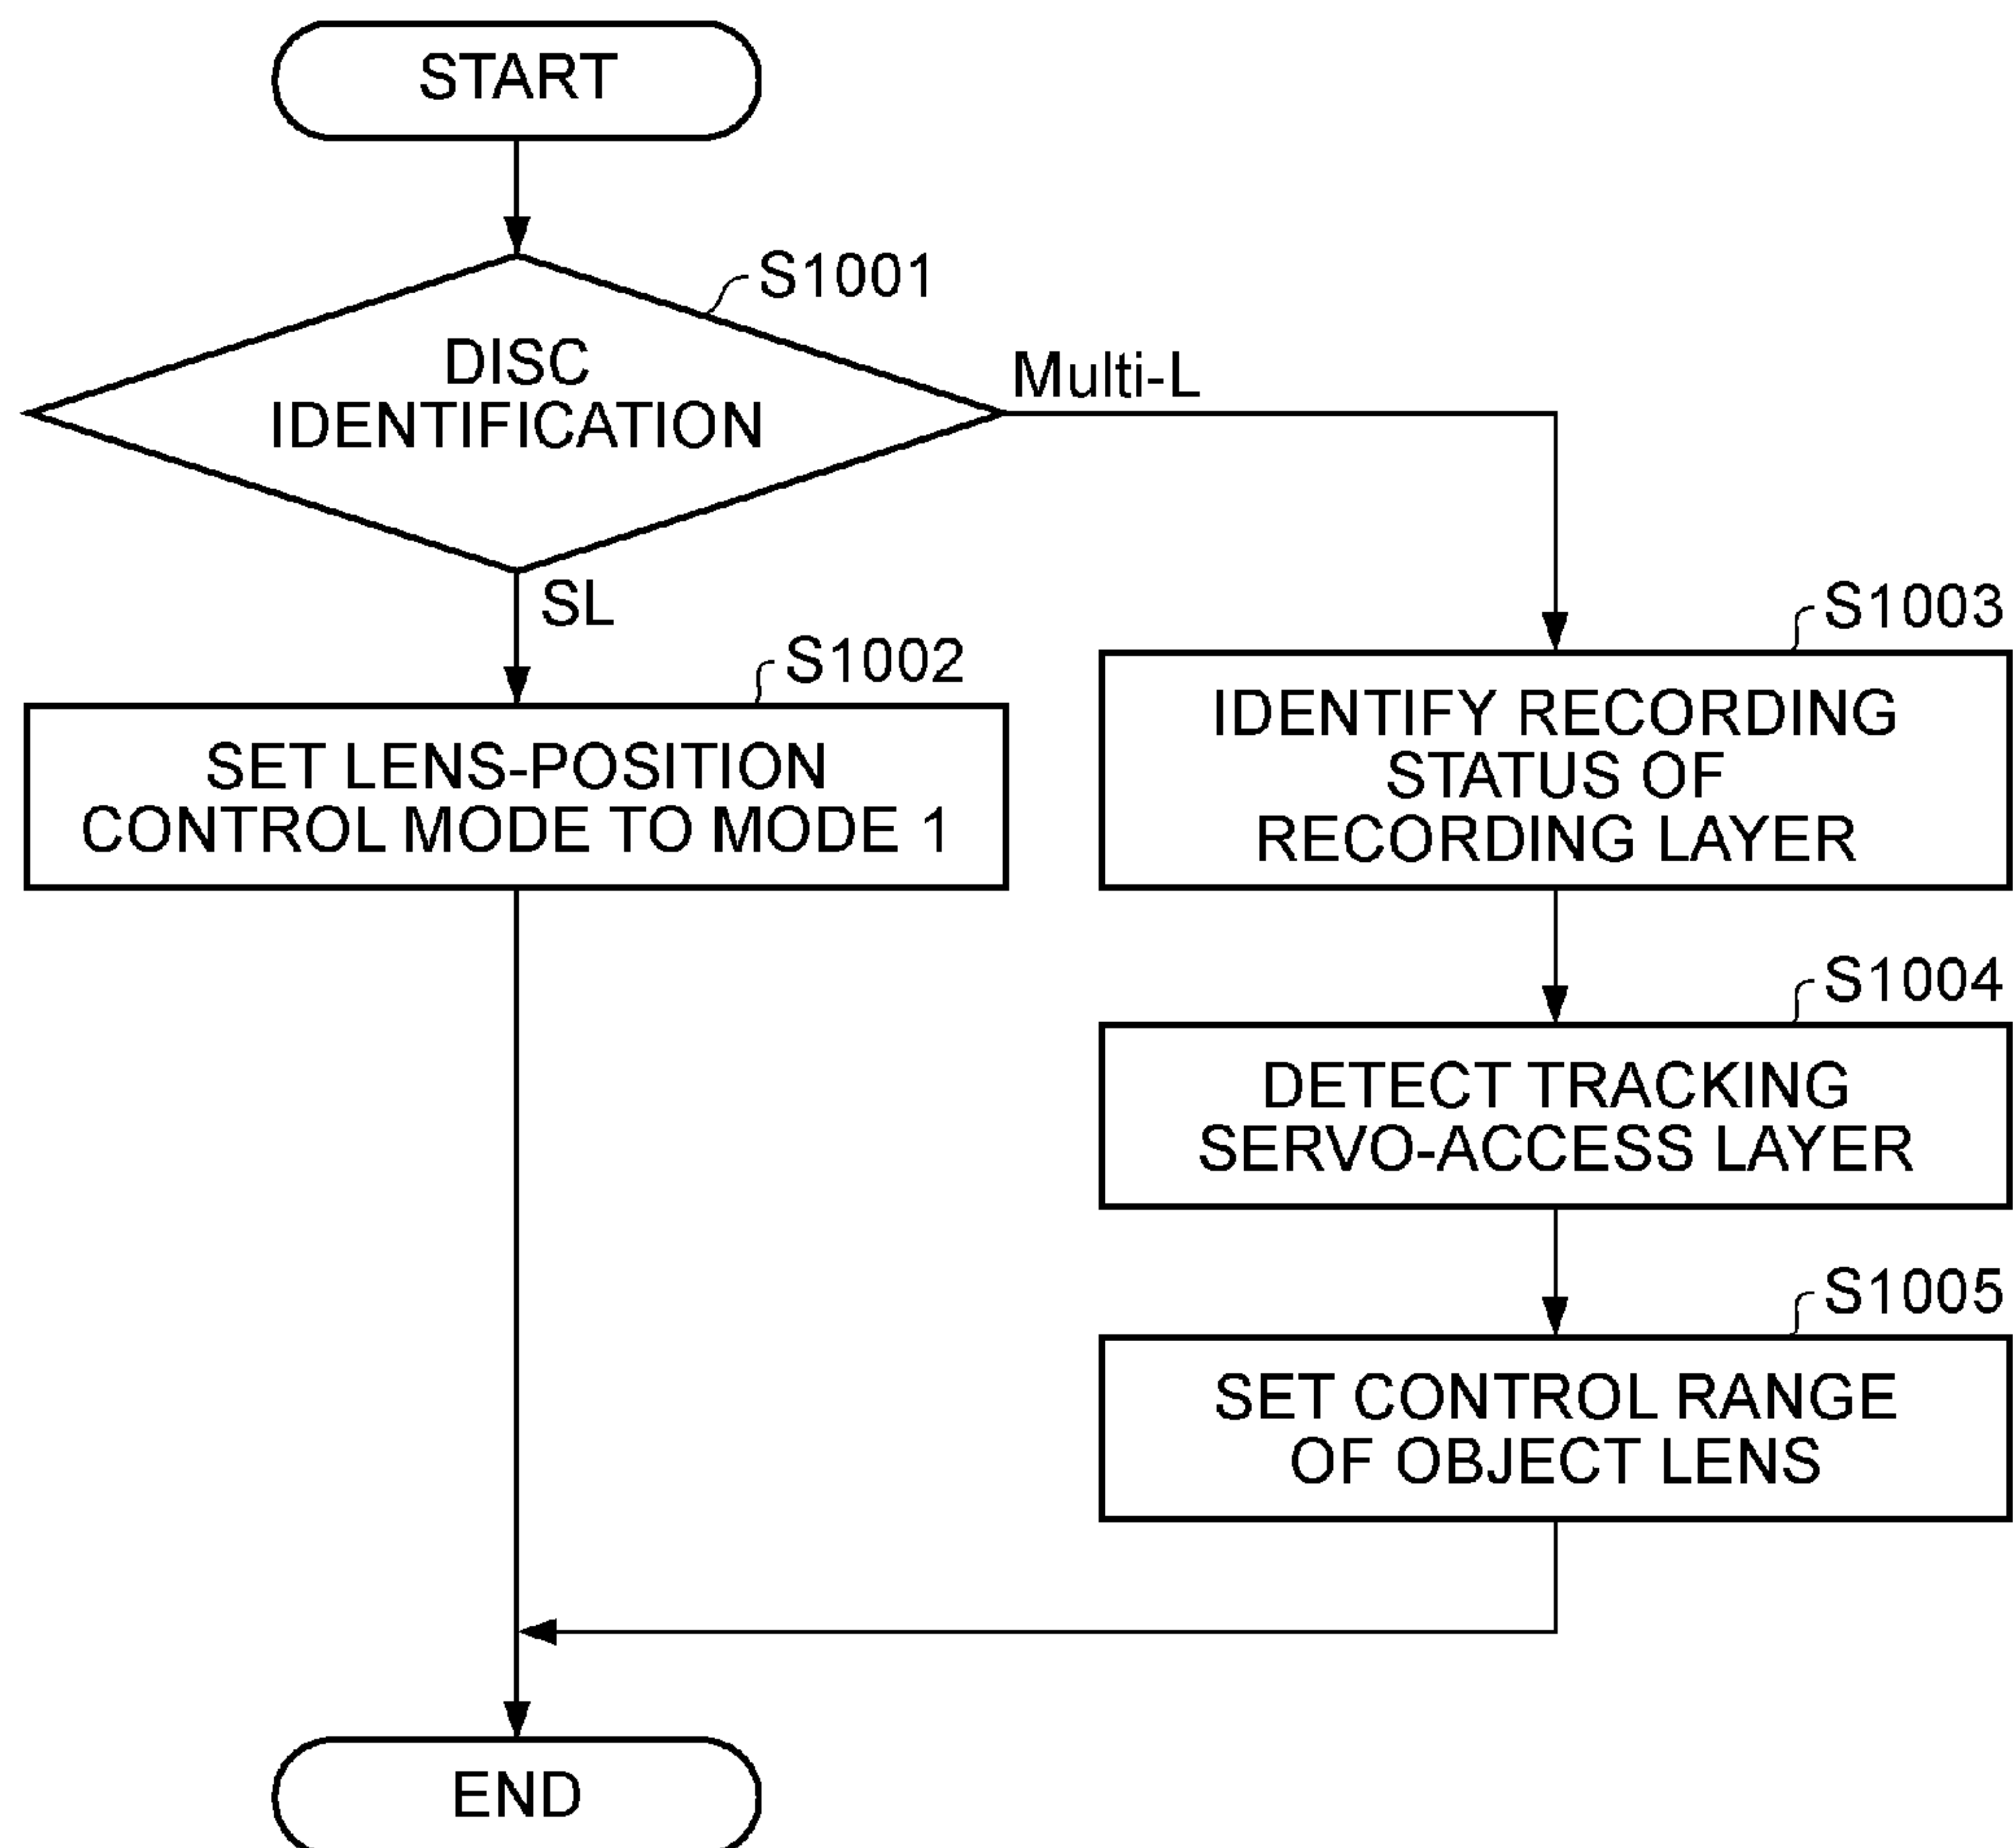 START
S1001
DISC
IDENTIFICATION
Multi-L
SL
S1002
SET LENS-POSITION
CONTROL MODE TO MODE 1
S1003
IDENTIFY RECORDING
STATUS OF
RECORDING LAYER
S1004
DETECT TRACKING
SERVO-ACCESS LAYER
S1005
SET CONTROL RANGE
OF OBJECT LENS
END